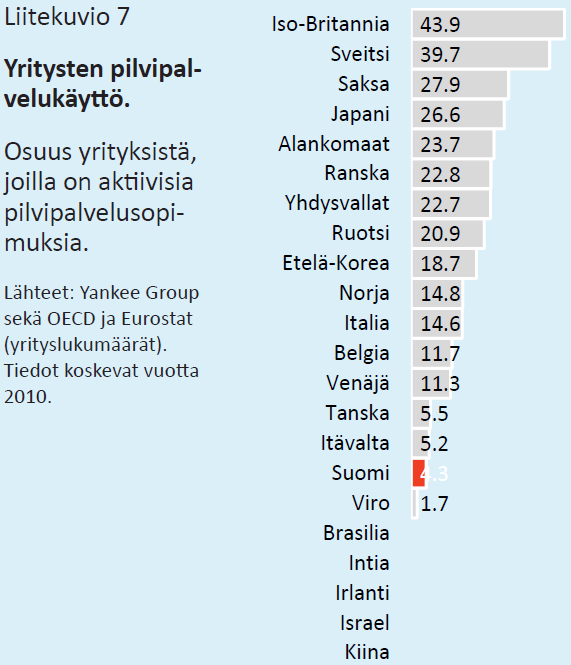 Liitekuvio 7
Yritysten pilvipal-
velukäyttö.
Osuus yrityksistä,
joilla on aktiivisia
pilvipalvelusopi-
muksia.
Lähteet: Yankee Group
sekä OECD ja Eurostat
(yrityslukumäärät).
Tiedot koskevat vuotta
2010.
Iso-Britannia 43.9
Sveitsi 39.7
Saksa 27.9
Japani 26.6
Alankomaat 23.7
Ranska 22.8
Yhdysvallat 22.7
Ruotsi 20.9
Etelä-Korea 18.7
Norja 14.8
Italia 14.6
Belgia 11.7
Venäjä 11.3
Tanska 5.5
Itävalta 5.2
Suomi 4.3
Viro 1.7
Brasilia
Intia
Irlanti
Israel
Kiina